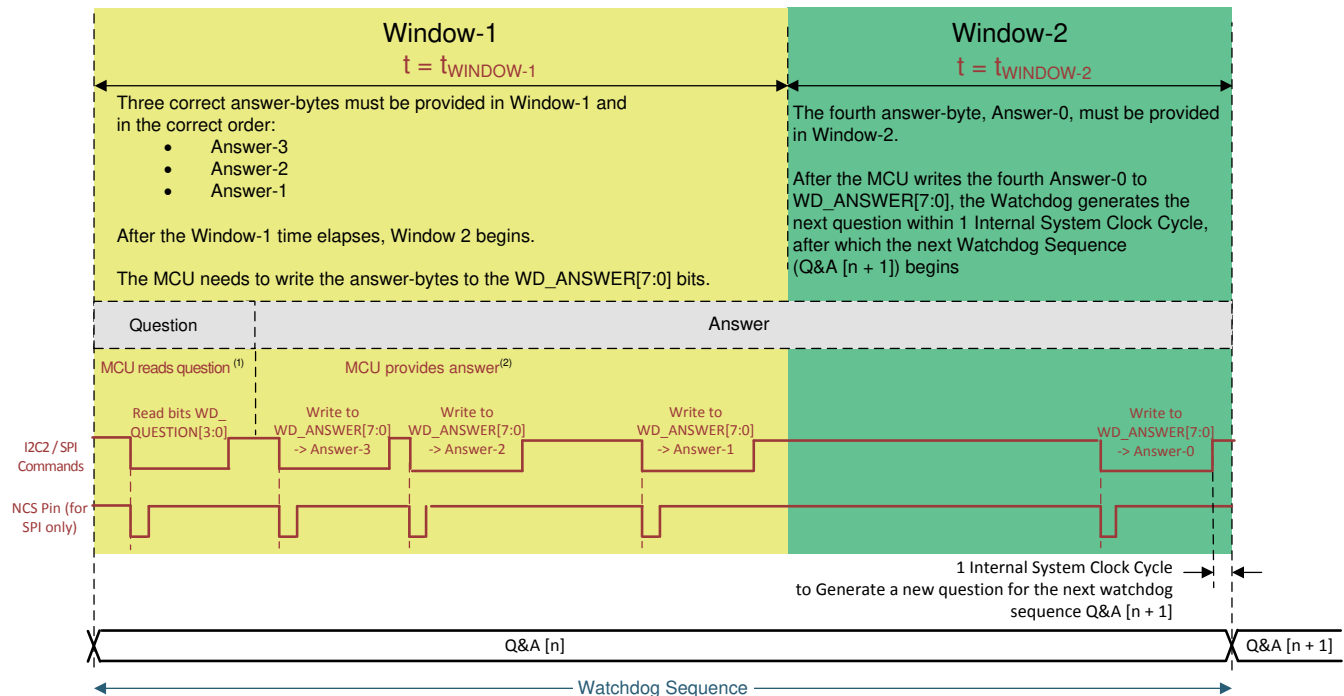 Window-1
t = tWINDOW-1
Three correct answer-bytes must be provided in Window-1 and
in the correct order:
• Answer-3
• Answer-2
• Answer-1
After the Window-1 time elapses, Window 2 begins.
The MCU needs to write the answer-bytes to the WD_ANSWER[7:0] bits.
Window-2
t = tWINDOW-2
The fourth answer-byte, Answer-0, must be provided
in Window-2.
After the MCU writes the fourth Answer-0 to
WD_ANSWER[7:0], the Watchdog generates the
next question within 1 Internal System Clock Cycle,
after which the next Watchdog Sequence
(Q&A [n + 1]) begins
Question
Answer
MCU reads question (1)
MCU provides answer(2)
I2C2 / SPI
Commands
Read bits WD_
QUESTION[3:0]
Write to
WD_ANSWER[7:0]
-> Answer-3
Write to
WD_ANSWER[7:0]
-> Answer-2
Write to
WD_ANSWER[7:0]
-> Answer-1
Write to
WD_ANSWER[7:0]
-> Answer-0
NCS Pin (for
SPI only)
1 Internal System Clock Cycle
to Generate a new question for the next watchdog
sequence Q&A [n + 1]
Q&A [n]
Q&A [n + 1]
Watchdog Sequence